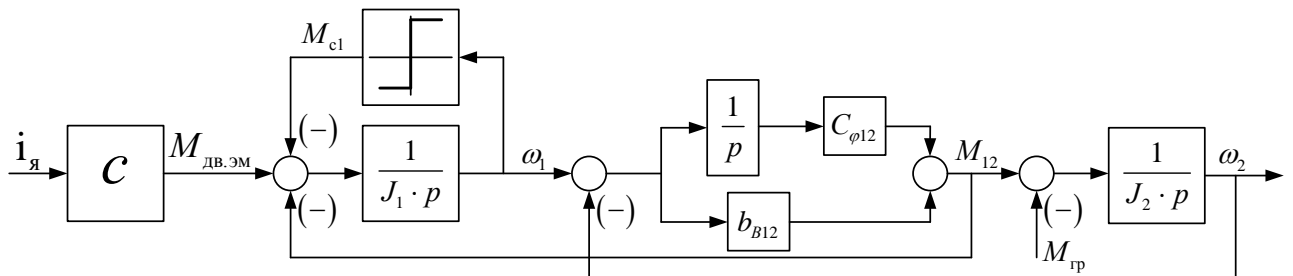 i_я
c
M_дв.эм
M_c1
(−)
(−)
1
J_1 · p
ω_1
(−)
1
p
C_φ12
b_B12
M_12
(−)
M_гр
1
J_2 · p
ω_2